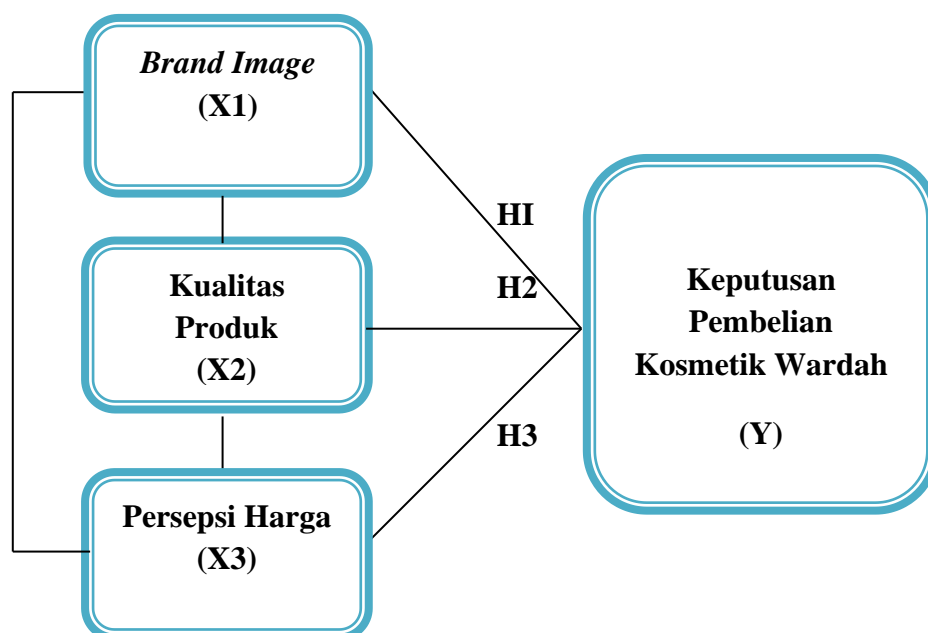 Brand Image
(X1)
HI
Kualitas
Produk
(X2)
H2
Keputusan
Pembelian
Kosmetik Wardah
(Y)
H3
Persepsi Harga
(X3)